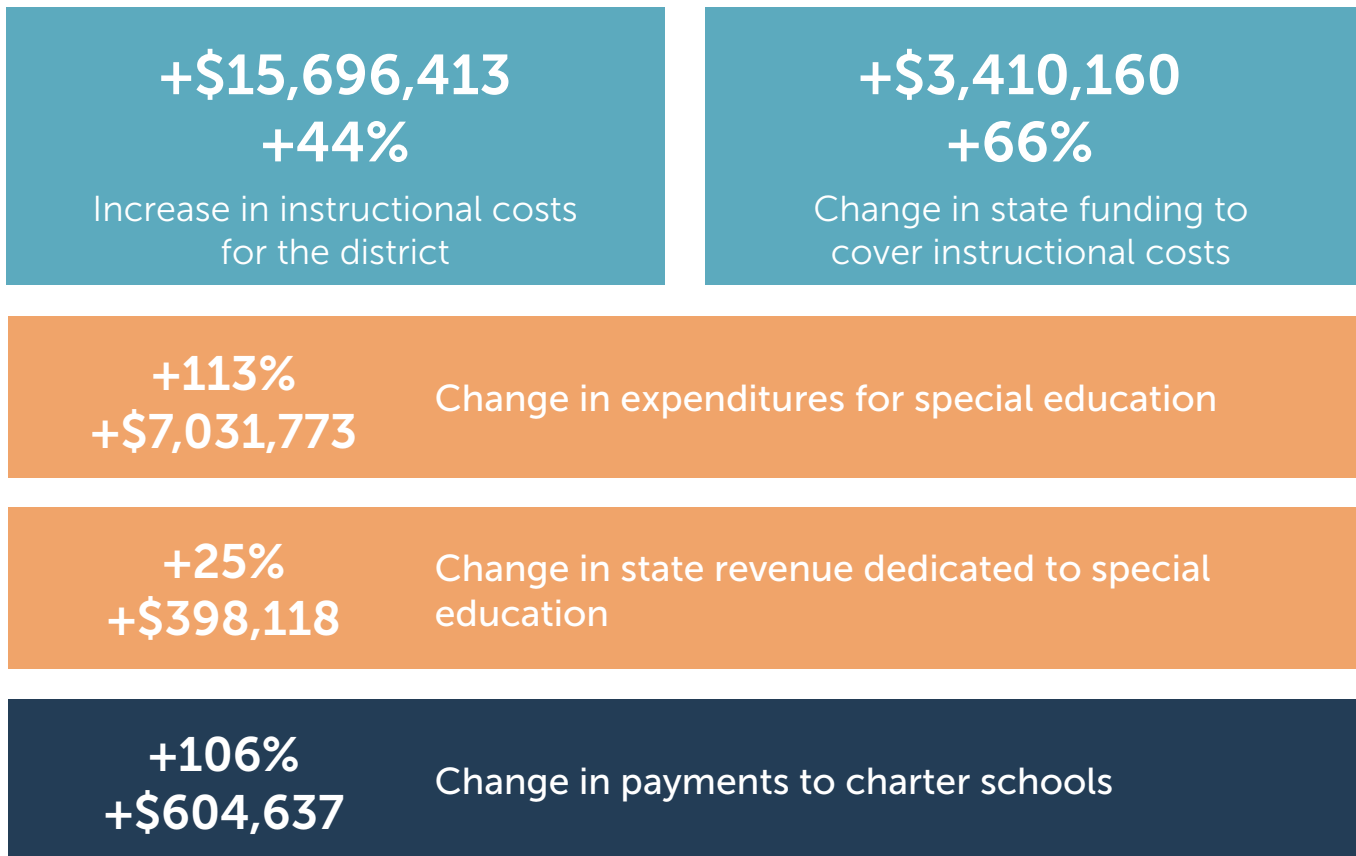 +$15,696,413
+44%
Increase in instructional costs
for the district
+$3,410,160
+66%
Change in state funding to
cover instructional costs
+113%
+$7,031,773
Change in expenditures for special education
+25%
+$398,118
Change in state revenue dedicated to special
education
+106%
+$604,637
Change in payments to charter schools